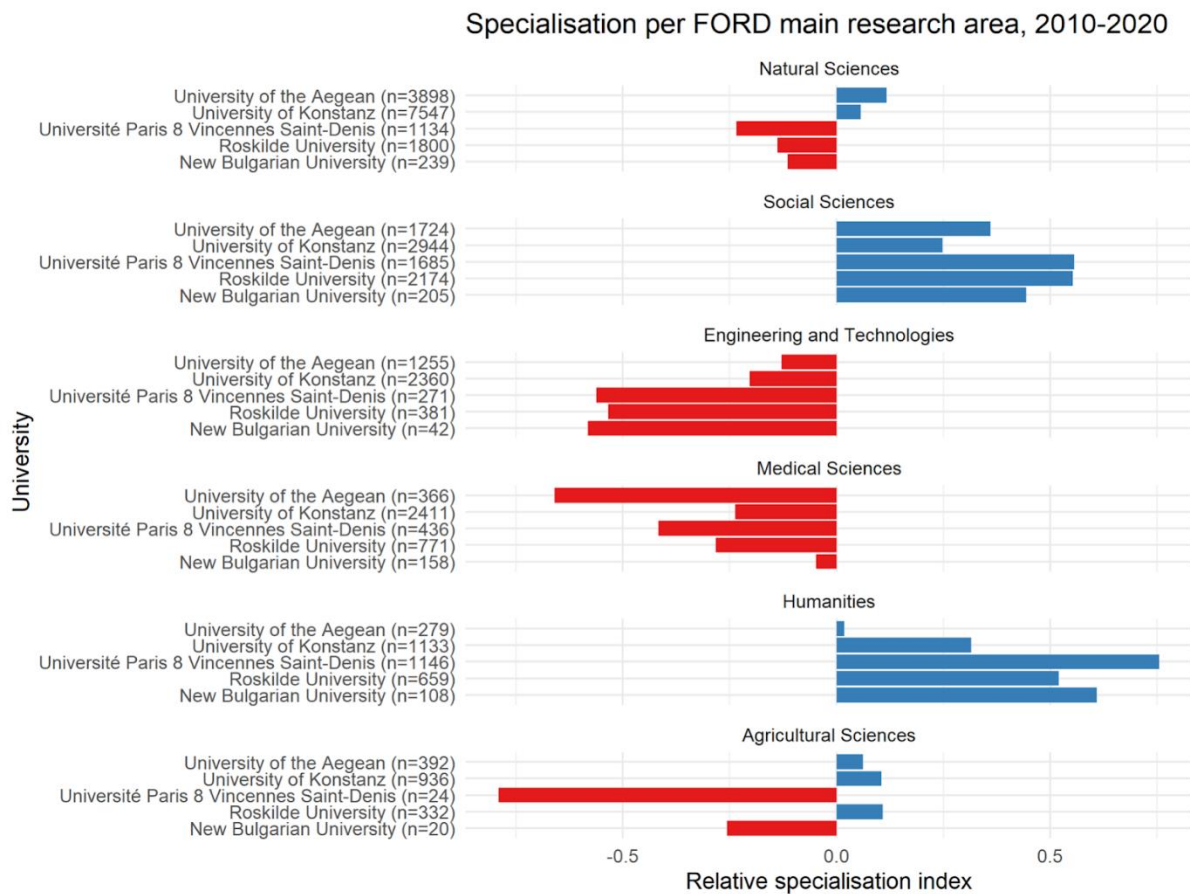 Specialisation per FORD main research area, 2010-2020
Natural Sciences
University of the Aegean (n=3898)
University of Konstanz (n=7547)
Université Paris 8 Vincennes Saint-Denis (n=1134)
Roskilde University (n=1800)
New Bulgarian University (n=239)
Social Sciences
University of the Aegean (n=1724)
University of Konstanz (n=2944)
Université Paris 8 Vincennes Saint-Denis (n=1685)
Roskilde University (n=2174)
New Bulgarian University (n=205)
Engineering and Technologies
University of the Aegean (n=1255)
University of Konstanz (n=2360)
Université Paris 8 Vincennes Saint-Denis (n=271)
Roskilde University (n=381)
New Bulgarian University (n=42)
University
Medical Sciences
University of the Aegean (n=366)
University of Konstanz (n=2411)
Université Paris 8 Vincennes Saint-Denis (n=436)
Roskilde University (n=771)
New Bulgarian University (n=158)
Humanities
University of the Aegean (n=279)
University of Konstanz (n=1133)
Université Paris 8 Vincennes Saint-Denis (n=1146)
Roskilde University (n=659)
New Bulgarian University (n=108)
Agricultural Sciences
University of the Aegean (n=392)
University of Konstanz (n=936)
Université Paris 8 Vincennes Saint-Denis (n=24)
Roskilde University (n=332)
New Bulgarian University (n=20)
-0.5 0.0 0.5
Relative specialisation index